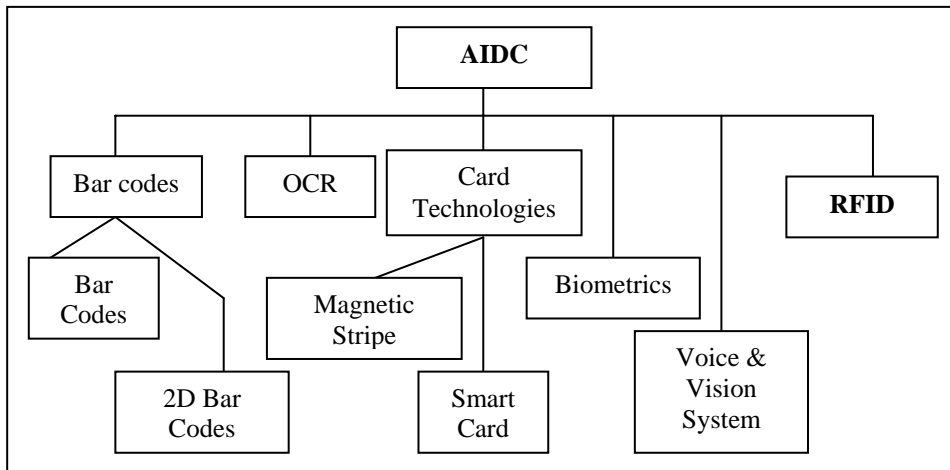 AIDC
Bar codes
OCR
Card
Technologies
RFID
Bar
Codes
Magnetic
Stripe
Biometrics
2D Bar
Codes
Smart
Card
Voice &
Vision
System